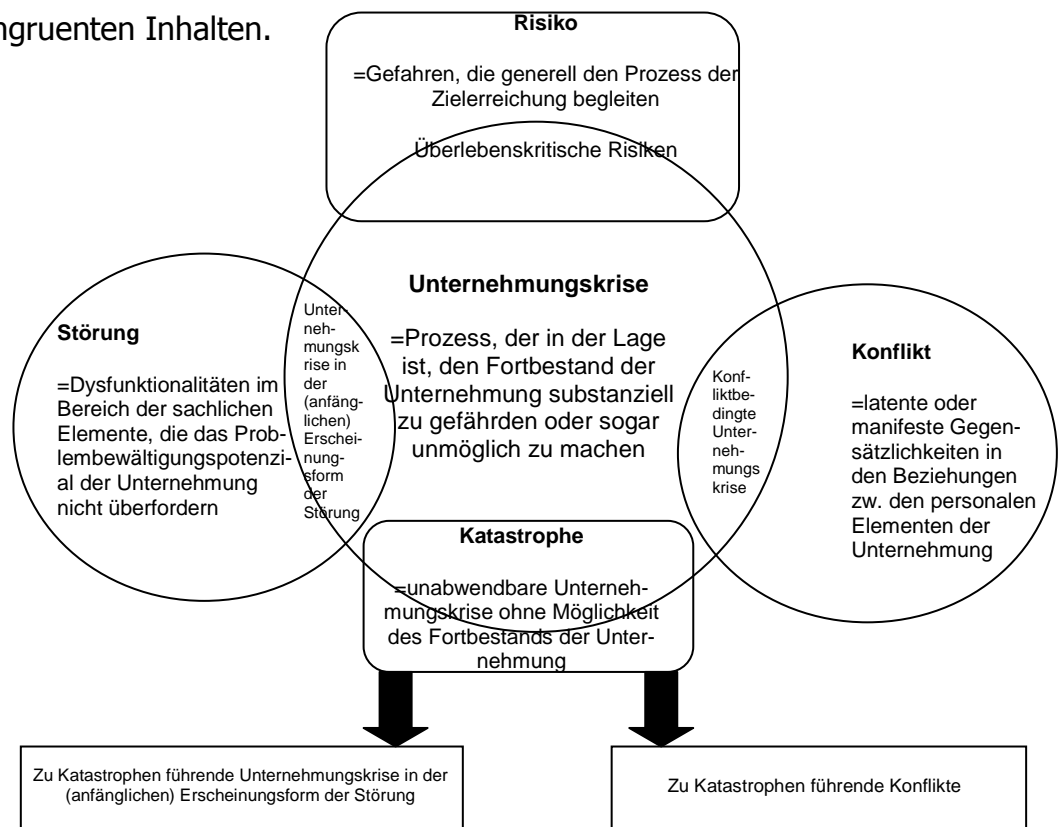 ngruenten Inhalten.
Risiko
=Gefahren, die generell den Prozess der
Zielerreichung begleiten
Überlebenskritische Risiken
Unternehmungskrise
=Prozess, der in der Lage
ist, den Fortbestand der
Unternehmung substanziell
zu gefährden oder sogar
unmöglich zu machen
Störung
=Dysfunktionalitäten im
Bereich der sachlichen
Elemente, die das Prob-
lembewältigungspotenzi-
al der Unternehmung
nicht überfordern
Unter-
neh-
mungsk
rise in
der
(anfäng-
lichen)
Erschei-
nung-
sform
der
Störung
Konf-
liktbe-
dingte
Unter-
neh-
mungs
krise
Konflikt
=latente oder
manifeste Gegen-
sätzlichkeiten in
den Beziehungen
zw. den personalen
Elementen der
Unternehmung
Katastrophe
=unabwendbare Unterneh-
mungskrise ohne Möglichkeit
des Fortbestands der Unter-
nehmung
Zu Katastrophen führende Unternehmungskrise in der
(anfänglichen) Erscheinungsform der Störung
Zu Katastrophen führende Konflikte